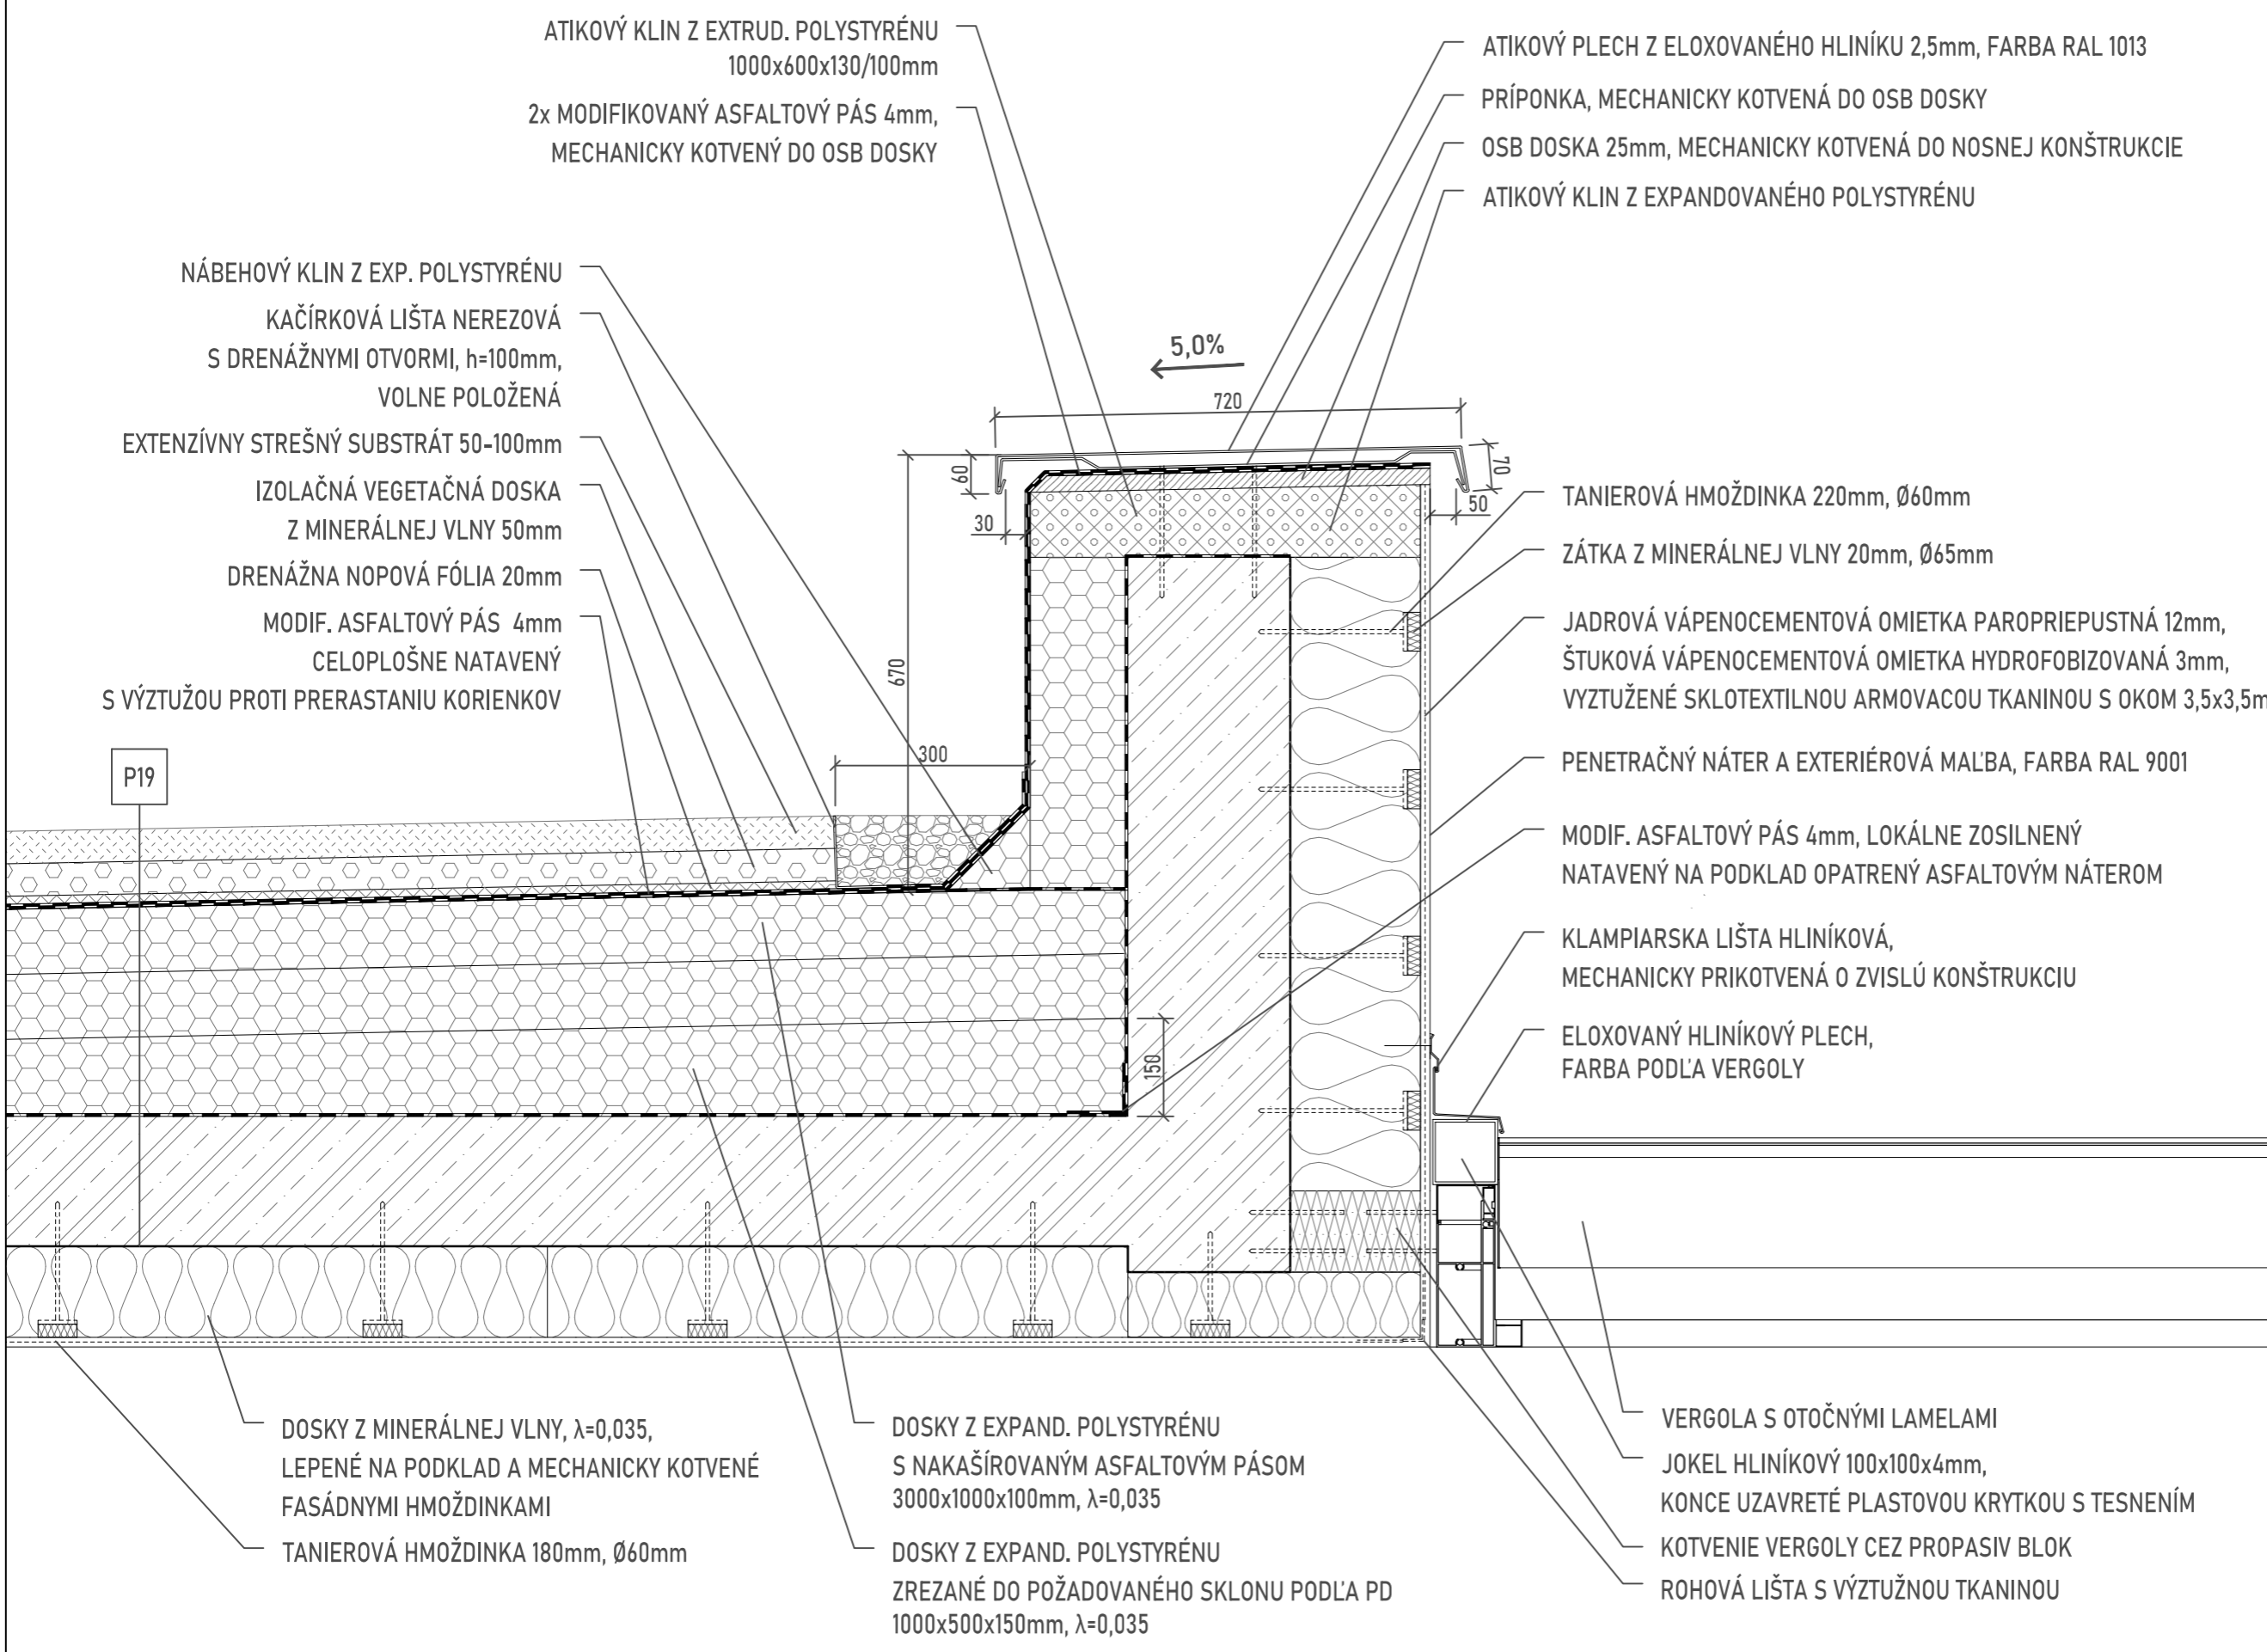 ATIKOVÝ KLIN Z EXTRUD. POLYSTYRÉNU
1000x600x130/100mm
2x MODIFIKOVANÝ ASFALTOVÝ PÁS 4mm,
MECHANICKY KOTVENÝ DO OSB DOSKY
NÁBEHOVÝ KLIN Z EXP. POLYSTYRÉNU
KAČÍRKOVÁ LIŠTA NEREZOVÁ
S DRENÁŽNYMI OTVORMI, h=100mm,
VOLNE POLOŽENÁ
EXTENZÍVNY STREŠNÝ SUBSTRÁT 50-100mm
IZOLAČNÁ VEGETAČNÁ DOSKA
Z MINERÁLNEJ VLNY 50mm
DRENÁŽNA NOPOVÁ FÓLIA 20mm
MODIF. ASFALTOVÝ PÁS 4mm
CELOPLOŠNE NATAVENÝ
S VÝZTUŽOU PROTI PRERASTANIU KORIENKOV
P19
ATIKOVÝ PLECH Z ELOXOVANÉHO HLINÍKU 2,5mm, FARBA RAL 1013
PRÍPONKA, MECHANICKY KOTVENÁ DO OSB DOSKY
OSB DOSKA 25mm, MECHANICKY KOTVENÁ DO NOSNEJ KONŠTRUKCIE
ATIKOVÝ KLIN Z EXPANDOVANÉHO POLYSTYRÉNU
5,0%
720
60
70
30
50
670
300
150
TANIEROVÁ HMOŽDINKA 220mm, Ø60mm
ZÁTKA Z MINERÁLNEJ VLNY 20mm, Ø65mm
JADROVÁ VÁPENOCEMENTOVÁ OMIETKA PAROPRIEPUSTNÁ 12mm,
ŠTUKOVÁ VÁPENOCEMENTOVÁ OMIETKA HYDROFOBIZOVANÁ 3mm,
VYZTUŽENÉ SKLOTEXTILNOU ARMOVACOU TKANINOU S OKOM 3,5x3,5m
PENETRAČNÝ NÁTER A EXTERIÉROVÁ MAĽBA, FARBA RAL 9001
MODIF. ASFALTOVÝ PÁS 4mm, LOKÁLNE ZOSILNENÝ
NATAVENÝ NA PODKLAD OPATRENÝ ASFALTOVÝM NÁTEROM
KLAMPIARSKA LIŠTA HLINÍKOVÁ,
MECHANICKY PRIKOTVENÁ O ZVISLÚ KONŠTRUKCIU
ELOXOVANÝ HLINÍKOVÝ PLECH,
FARBA PODĽA VERGOLY
DOSKY Z MINERÁLNEJ VLNY, λ=0,035,
LEPENÉ NA PODKLAD A MECHANICKY KOTVENÉ
FASÁDNYMI HMOŽDINKAMI
TANIEROVÁ HMOŽDINKA 180mm, Ø60mm
DOSKY Z EXPAND. POLYSTYRÉNU
S NAKAŠÍROVANÝM ASFALTOVÝM PÁSOM
3000x1000x100mm, λ=0,035
DOSKY Z EXPAND. POLYSTYRÉNU
ZREZANÉ DO POŽADOVANÉHO SKLONU PODĽA PD
1000x500x150mm, λ=0,035
VERGOLA S OTOČNÝMI LAMELAMI
JOKEL HLINÍKOVÝ 100x100x4mm,
KONCE UZAVRETÉ PLASTOVOU KRYTKOU S TESNENÍM
KOTVENIE VERGOLY CEZ PROPASIV BLOK
ROHOVÁ LIŠTA S VÝZTUŽNOU TKANINOU